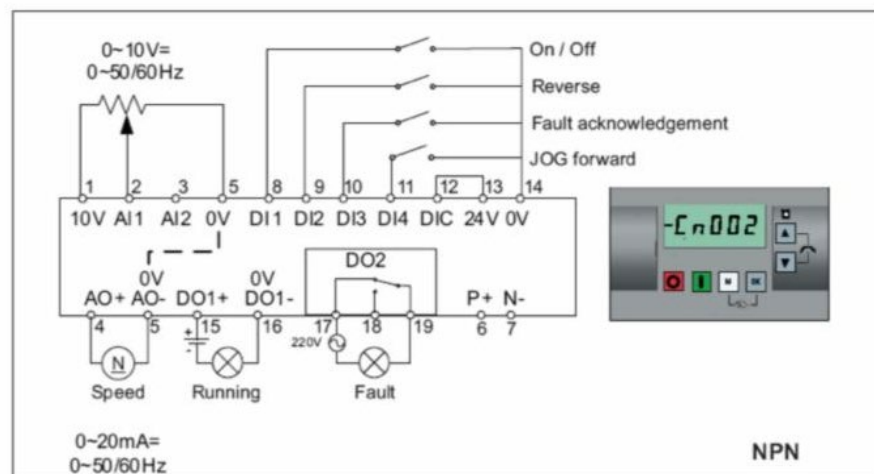 0~10V=
0~50/60Hz
On / Off
Reverse
Fault acknowledgement
JOG forward
1 2 3 5 8 9 10 11 12 13 14
10V AI1 AI2 0V DI1 DI2 DI3 DI4 DIC 24V 0V
-Cn002
DO2
0V 0V
AO+ AO- DO1+ DO1- P+ N-
4 5 15 16 17 18 19 6 7
+
-
220V
N
Speed Running Fault
M OK
0~20mA=
0~50/60Hz
NPN